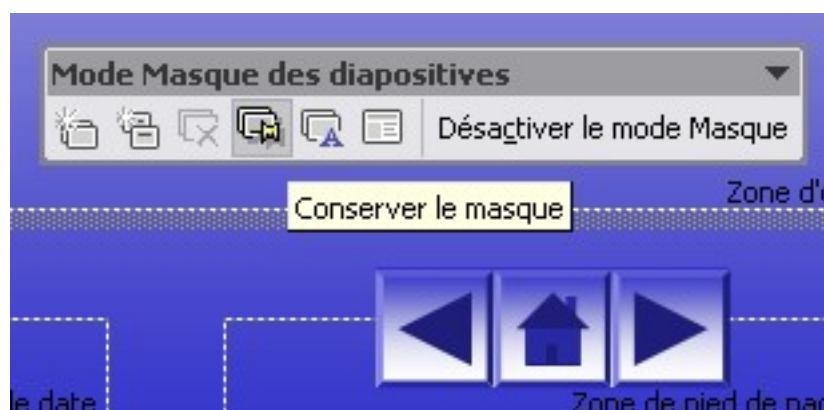 Mode Masque des diapositives
Désactiver le mode Masque
Conserver le masque
Zone d'
le date
Zone de pied de pag